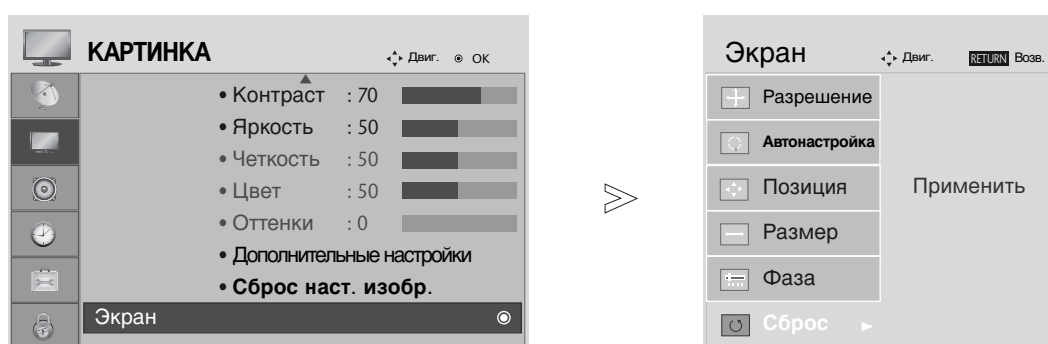 КАРТИНКА
Двиг. OK
• Контраст : 70
• Яркость : 50
• Четкость : 50
• Цвет : 50
• Оттенки : 0
• Дополнительные настройки
• Сброс наст. изобр.
Экран
Экран
Двиг. RETURN Возв.
Разрешение
Автонастройка
Позиция
Размер
Фаза
Сброс
Применить